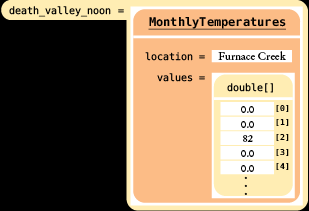 death_valley_noon =
MonthlyTemperatures
location = Furnace Creek
values =
double[]
0.0 [0]
0.0 [1]
82 [2]
0.0 [3]
0.0 [4]
.
.
.